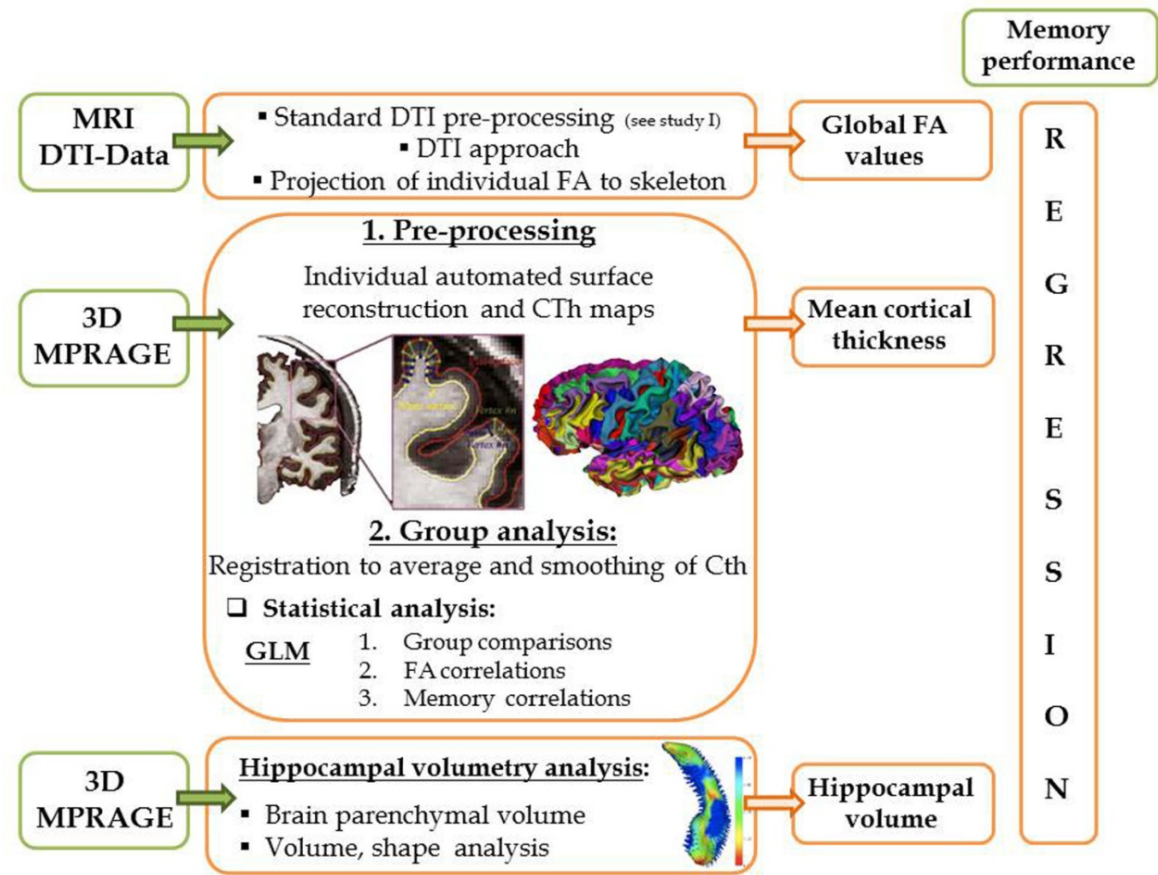 Memory
performance
MRI
DTI-Data
▪ Standard DTI pre-processing (see study I)
▪ DTI approach
▪ Projection of individual FA to skeleton
Global FA
values
1. Pre-processing
Individual automated surface
reconstruction and CTh maps
3D
MPRAGE
Mean cortical
thickness
2. Group analysis:
Registration to average and smoothing of Cth
❑ Statistical analysis:
GLM
1. Group comparisons
2. FA correlations
3. Memory correlations
3D
MPRAGE
Hippocampal volumetry analysis:
▪ Brain parenchymal volume
▪ Volume, shape analysis
Hippocampal
volume
R
E
G
R
E
S
S
I
O
N